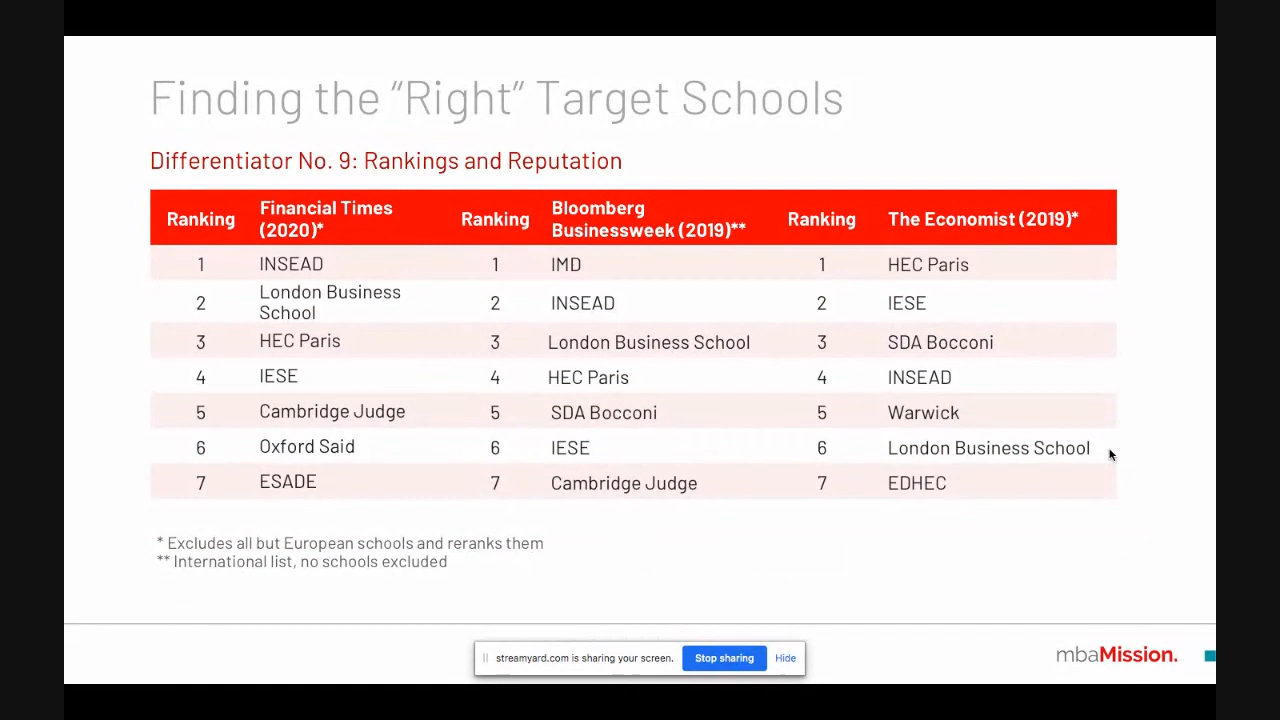 Finding the “Right” Target Schools
Differentiator No. 9: Rankings and Reputation
Ranking Financial Times (2020)* Ranking Bloomberg Businessweek (2019)** Ranking The Economist (2019)*
1 INSEAD 1 IMD 1 HEC Paris
2 London Business School 2 INSEAD 2 IESE
3 HEC Paris 3 London Business School 3 SDA Bocconi
4 IESE 4 HEC Paris 4 INSEAD
5 Cambridge Judge 5 SDA Bocconi 5 Warwick
6 Oxford Said 6 IESE 6 London Business School
7 ESADE 7 Cambridge Judge 7 EDHEC
* Excludes all but European schools and reranks them
** International list, no schools excluded
streamyard.com is sharing your screen. Stop sharing Hide
mbaMission.